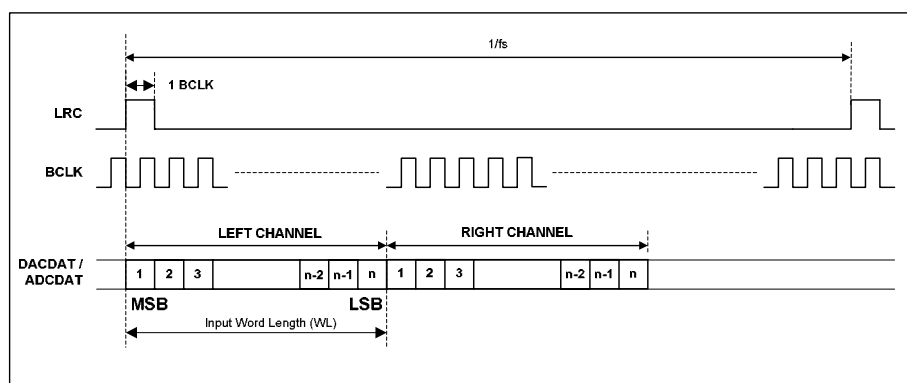 1/fs
1 BCLK
LRC
BCLK
LEFT CHANNEL RIGHT CHANNEL
DACDAT /
ADCDAT
1 2 3 n-2 n-1 n 1 2 3 n-2 n-1 n
MSB LSB
Input Word Length (WL)